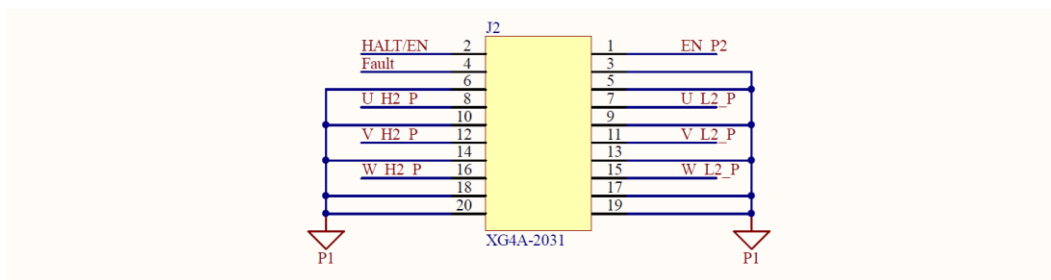 J2
HALT/EN 2 1 EN_P2
Fault 4 3
6 5
U_H2_P 8 7 U_L2_P
10 9
V_H2_P 12 11 V_L2_P
14 13
W_H2_P 16 15 W_L2_P
18 17
20 19
XG4A-2031
P1 P1